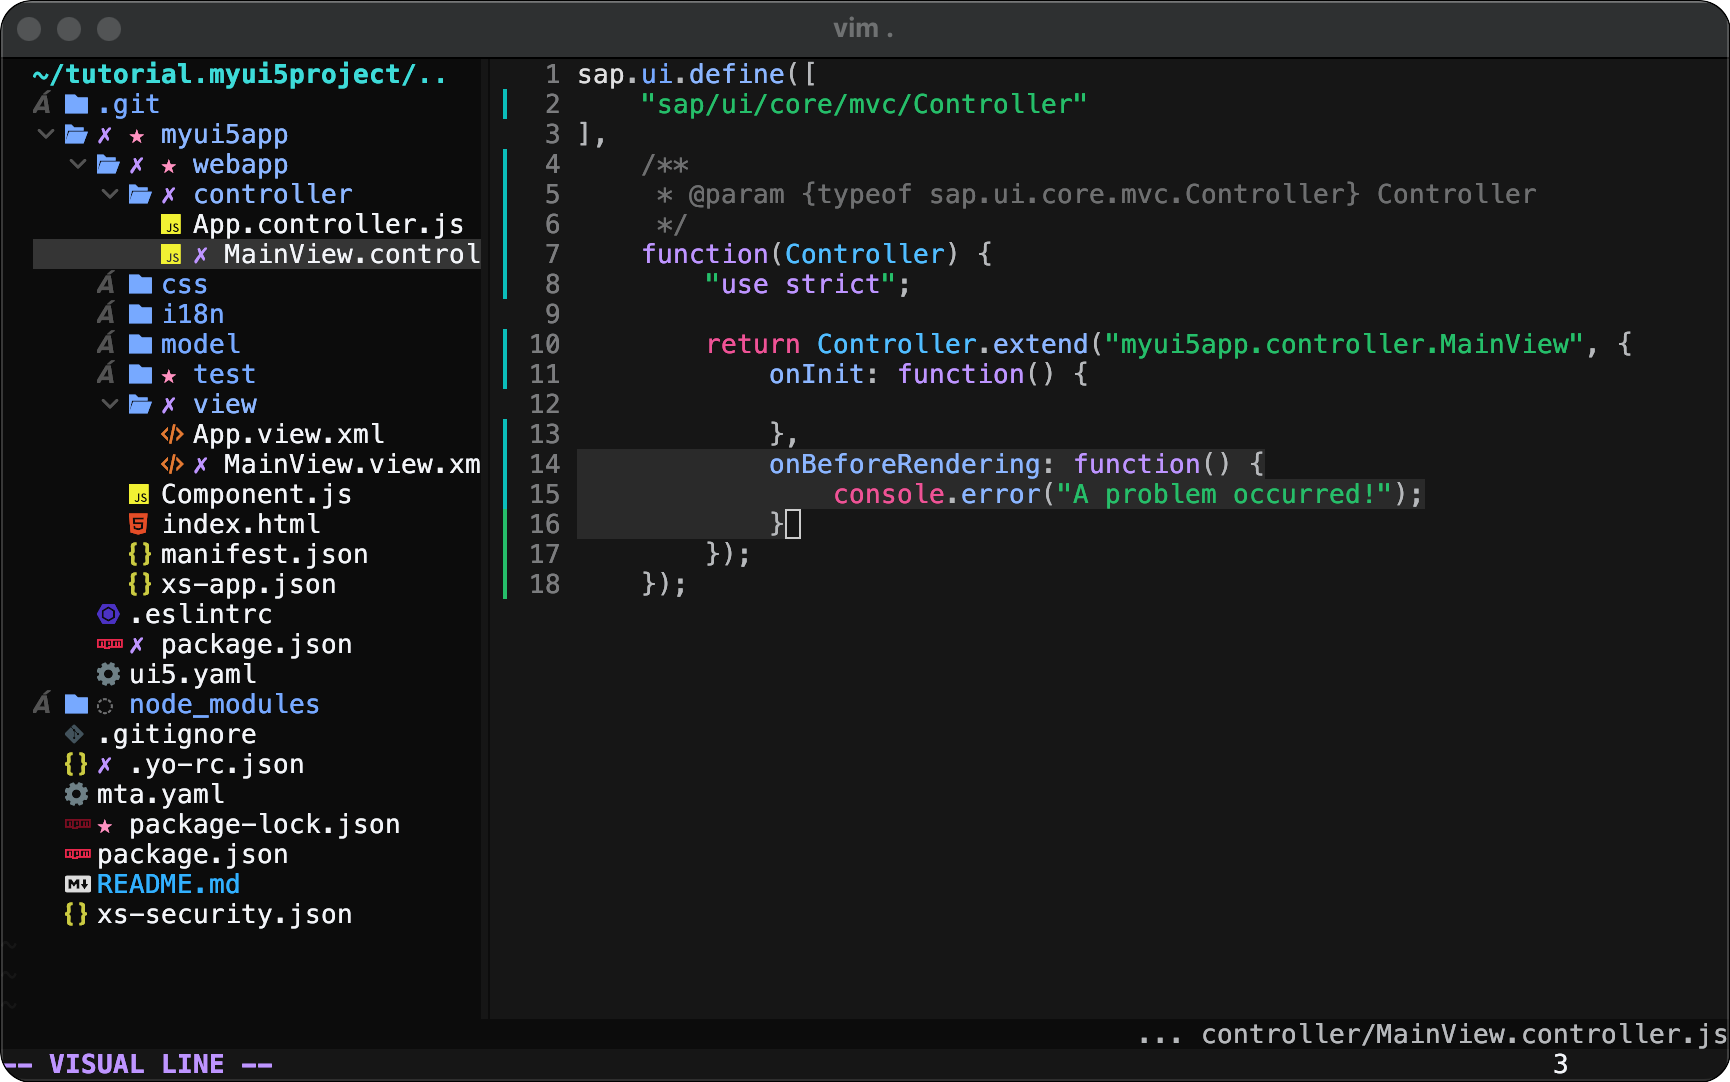 vim .
~/tutorial.myui5project/..
.git
myui5app
webapp
controller
App.controller.js
MainView.control
css
i18n
model
test
view
App.view.xml
MainView.view.xm
Component.js
index.html
manifest.json
xs-app.json
.eslintrc
package.json
ui5.yaml
node_modules
.gitignore
.yo-rc.json
mta.yaml
package-lock.json
package.json
README.md
xs-security.json
1 sap.ui.define([
2     "sap/ui/core/mvc/Controller"
3 ],
4     /**
5      * @param {typeof sap.ui.core.mvc.Controller} Controller
6      */
7     function(Controller) {
8         "use strict";
9
10         return Controller.extend("myui5app.controller.MainView", {
11             onInit: function() {
12
13             },
14             onBeforeRendering: function() {
15                 console.error("A problem occurred!");
16             }
17         });
18     });
... controller/MainView.controller.js
-- VISUAL LINE -- 3